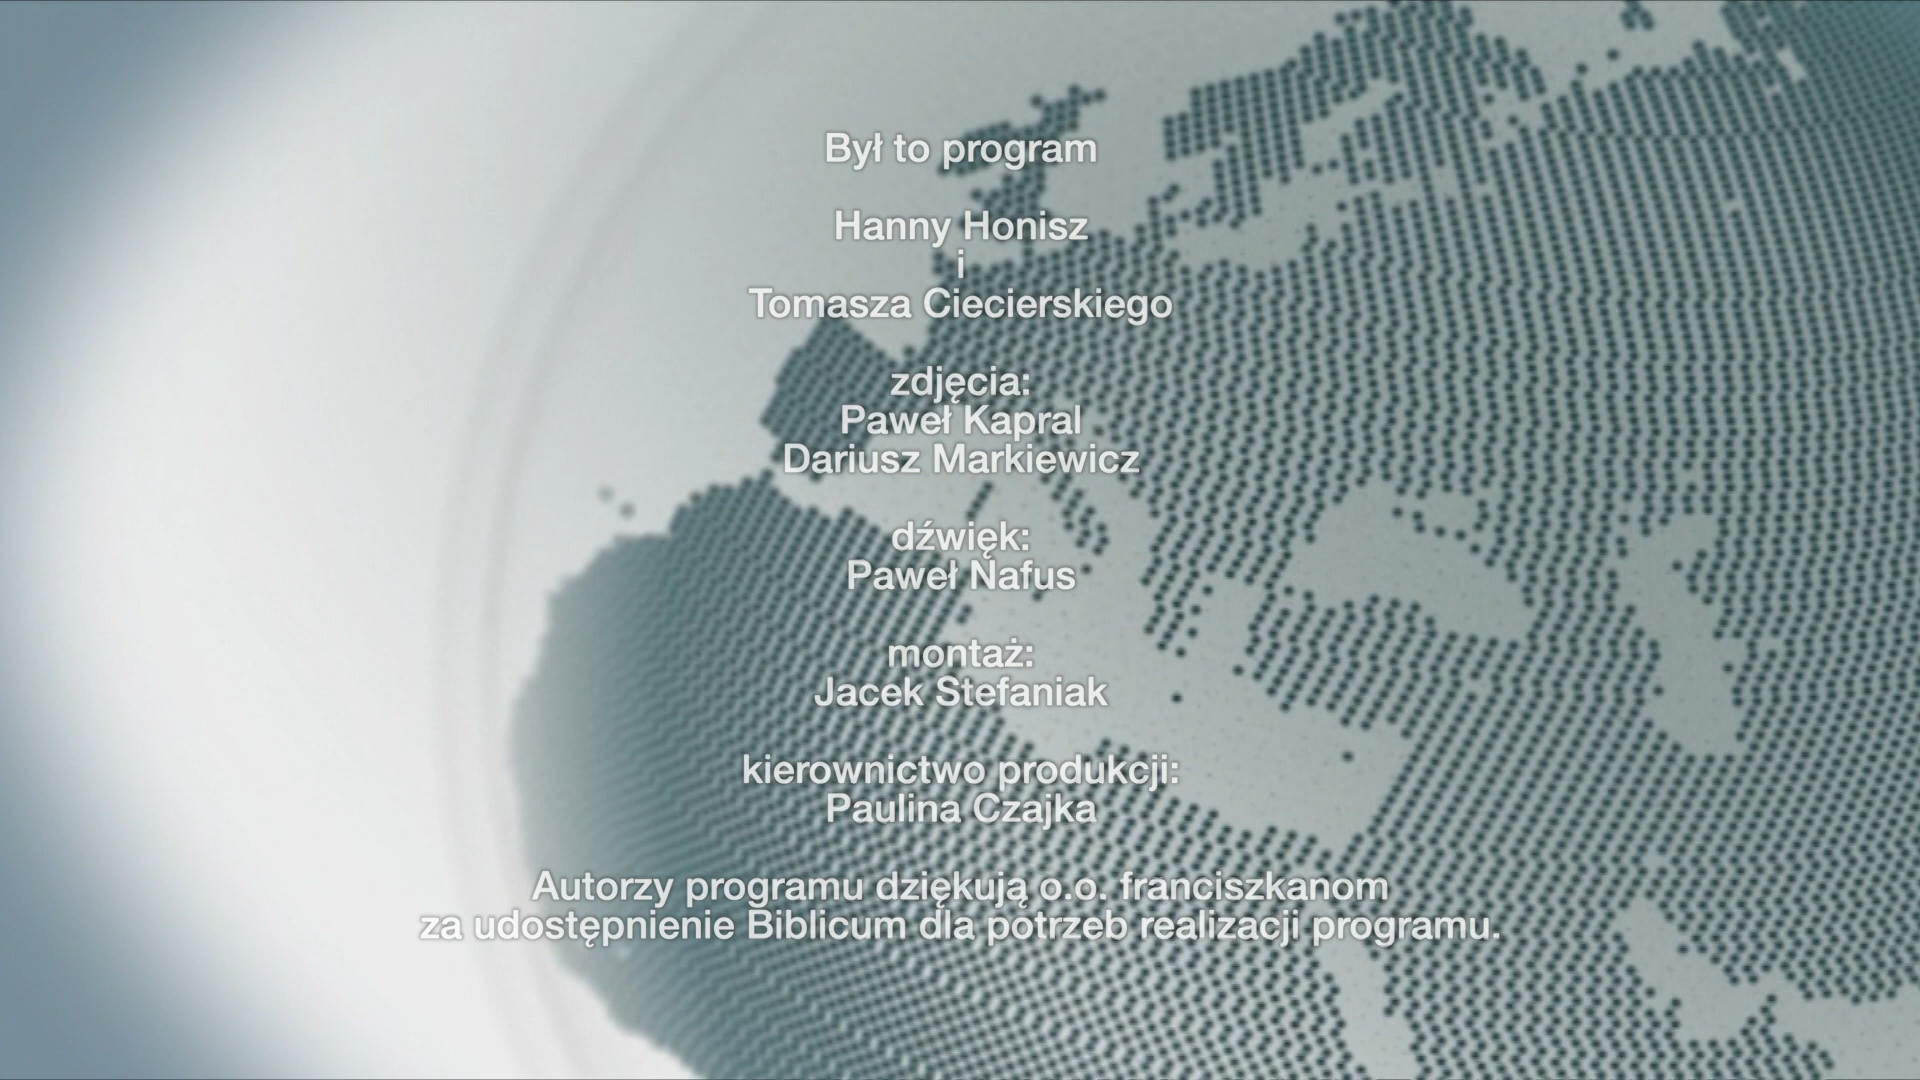 Był to program
Hanny Honisz
i
Tomasza Ciecierskiego
zdjęcia:
Paweł Kapral
Dariusz Markiewicz
dźwięk:
Paweł Nafus
montaż:
Jacek Stefaniak
kierownictwo produkcji:
Paulina Czajka
Autorzy programu dziękują o.o. franciszkanom
za udostępnienie Biblicum dla potrzeb realizacji programu.